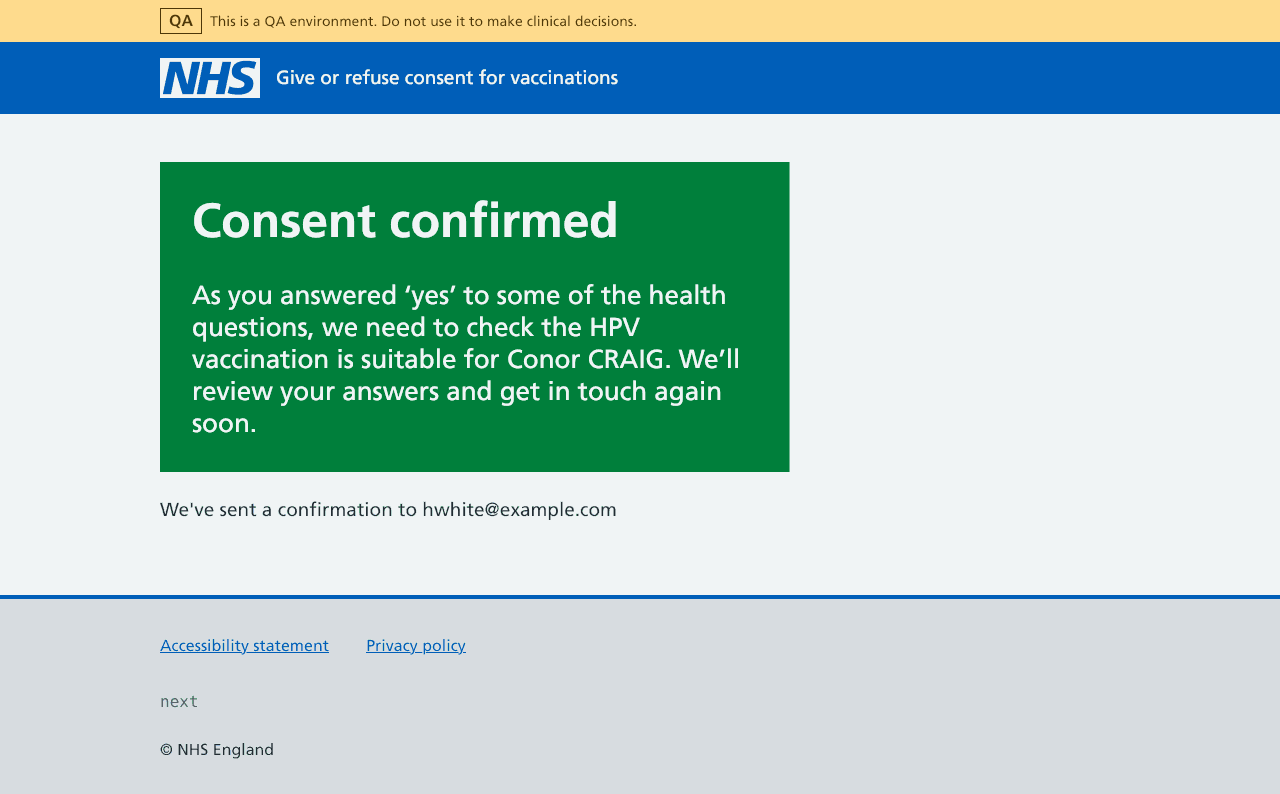 QA This is a QA environment. Do not use it to make clinical decisions.
NHS Give or refuse consent for vaccinations
Consent confirmed
As you answered ‘yes’ to some of the health
questions, we need to check the HPV
vaccination is suitable for Conor CRAIG. We’ll
review your answers and get in touch again
soon.
We've sent a confirmation to hwhite@example.com
Accessibility statement Privacy policy
next
© NHS England